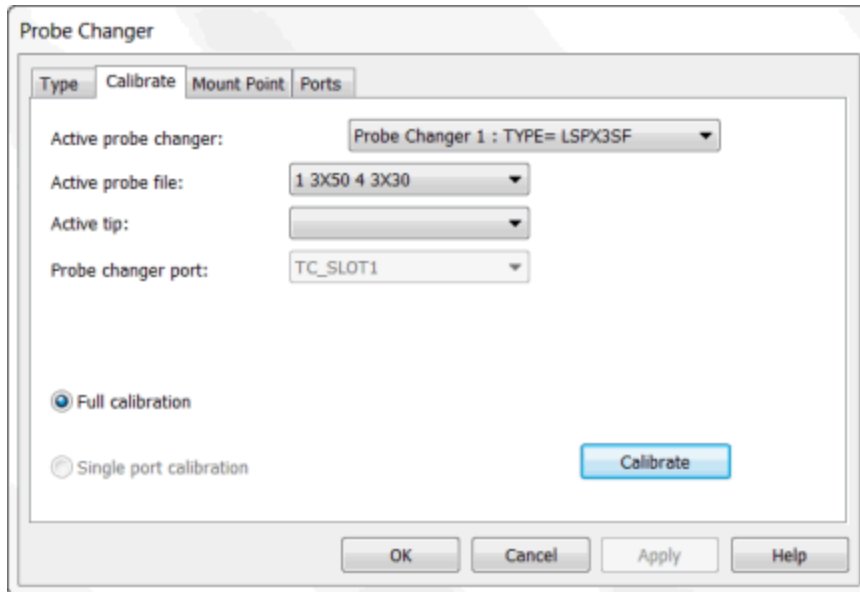 Probe Changer
Type Calibrate Mount Point Ports
Active probe changer: Probe Changer 1 : TYPE= LSPX3SF
Active probe file: 1 3X50 4 3X30
Active tip:
Probe changer port: TC_SLOT1
Full calibration
Single port calibration
Calibrate
OK Cancel Apply Help